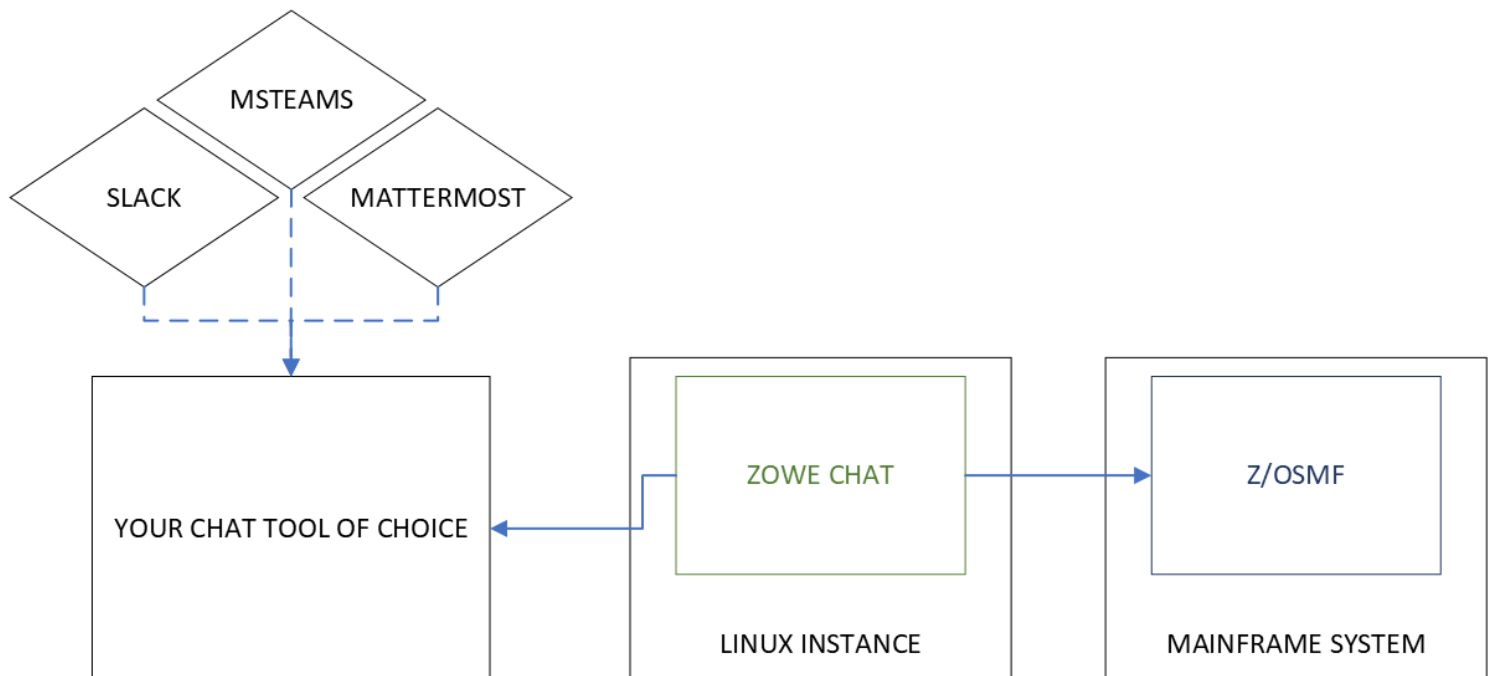 MSTEAMS
SLACK
MATTERMOST
YOUR CHAT TOOL OF CHOICE
ZOWE CHAT
LINUX INSTANCE
Z/OSMF
MAINFRAME SYSTEM